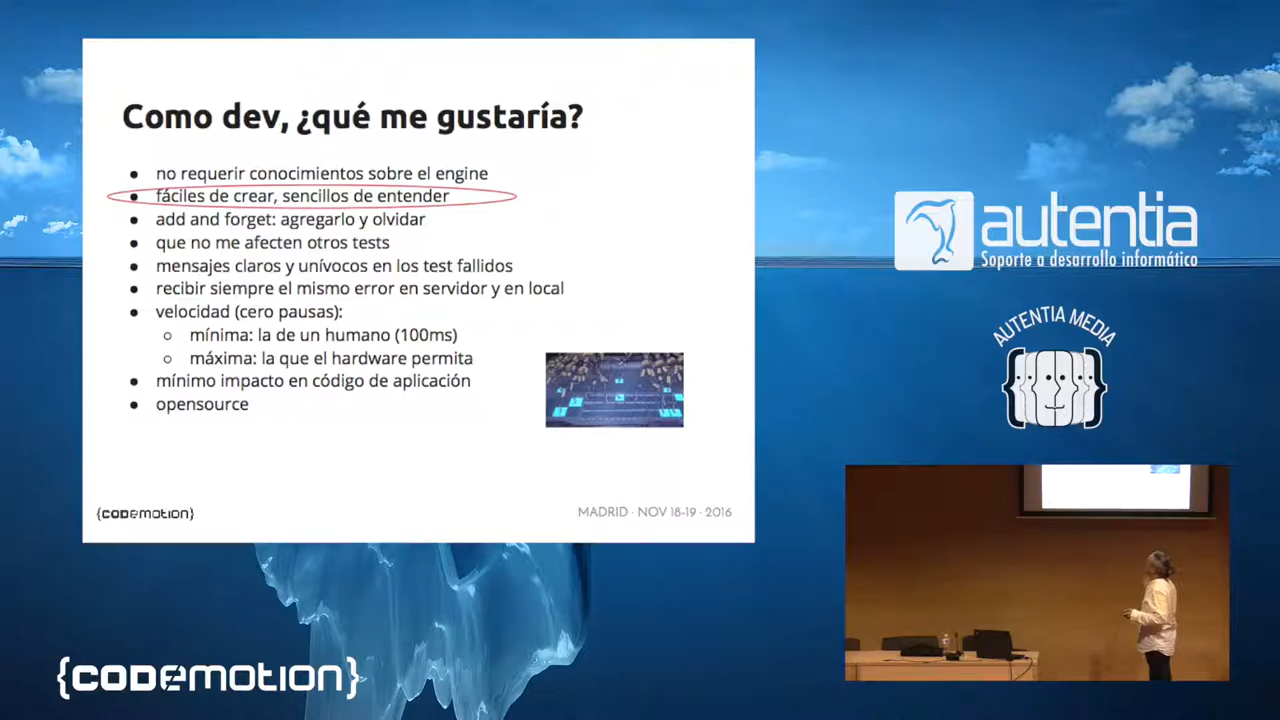 Como dev, ¿qué me gustaría?
● no requerir conocimientos sobre el engine
● fáciles de crear, sencillos de entender
● add and forget: agregarlo y olvidar
● que no me afecten otros tests
● mensajes claros y unívocos en los test fallidos
● recibir siempre el mismo error en servidor y en local
● velocidad (cero pausas):
○ mínima: la de un humano (100ms)
○ máxima: la que el hardware permita
● mínimo impacto en código de aplicación
● opensource
{CODEMOTION}
MADRID · NOV 18-19 · 2016
autentia
Soporte a desarrollo informático
AUTENTIA MEDIA
{CODEMOTION}